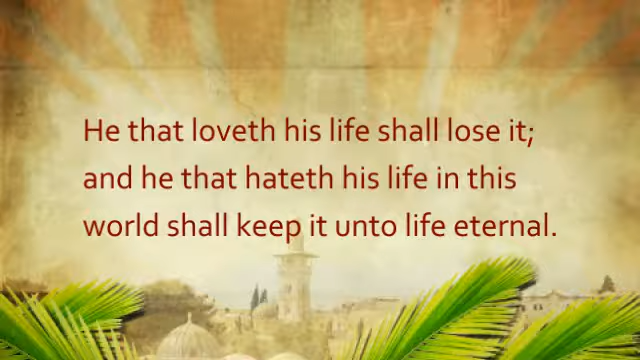 He that loveth his life shall lose it;
and he that hateth his life in this
world shall keep it unto life eternal.